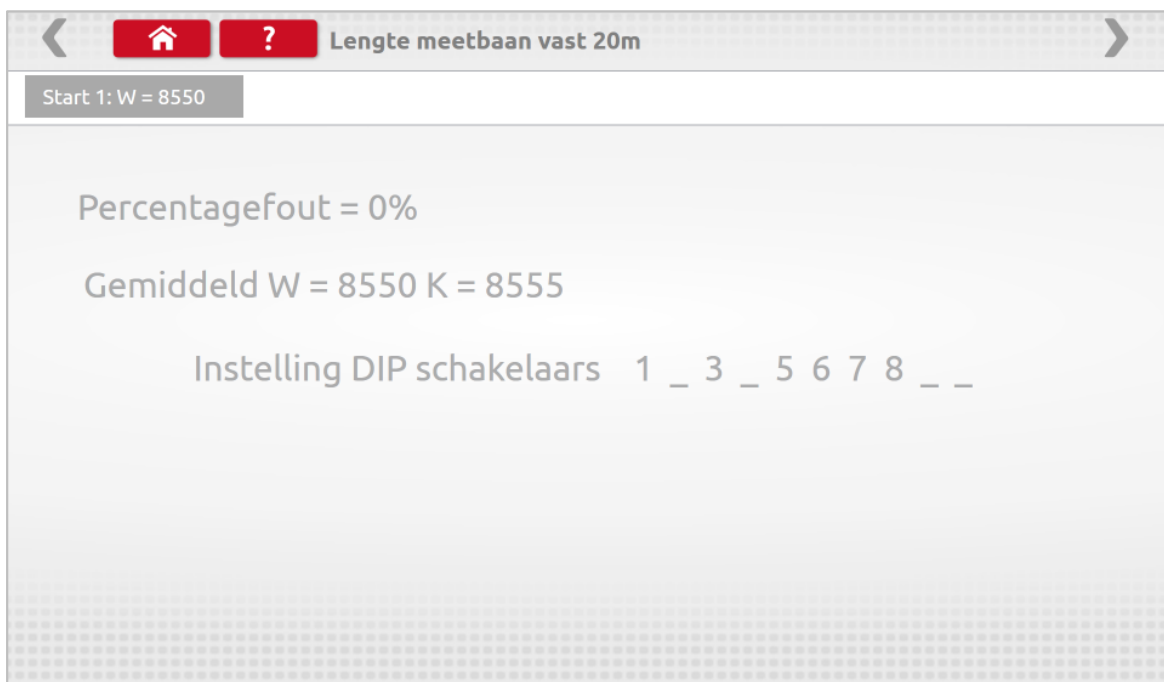 ? Lengte meetbaan vast 20m
Start 1: W = 8550
Percentagefout = 0%
Gemiddeld W = 8550 K = 8555
Instelling DIP schakelaars 1 _ 3 _ 5 6 7 8 _ _